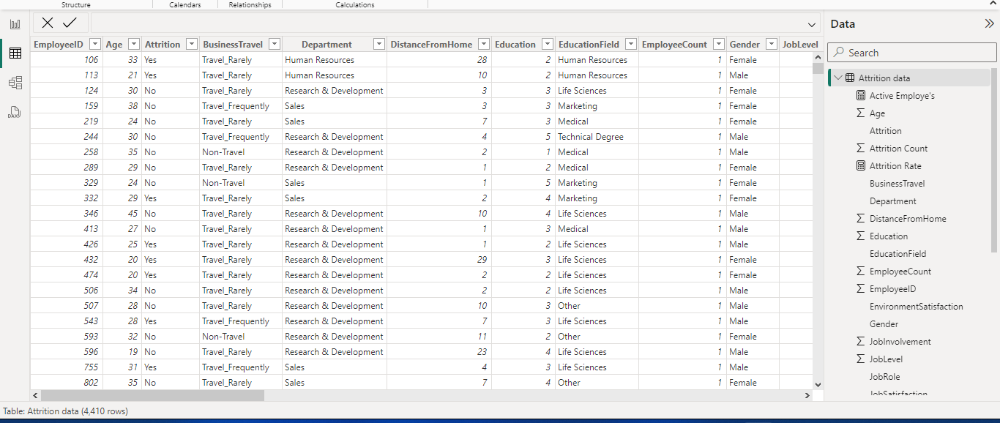 Structure Calendars Relationships Calculations
Data
EmployeeID Age Attrition BusinessTravel Department DistanceFromHome Education EducationField EmployeeCount Gender JobLevel
106 33 Yes Travel_Rarely Human Resources 28 2 Human Resources 1 Female
113 21 Yes Travel_Rarely Human Resources 10 2 Human Resources 1 Male
124 30 No Travel_Rarely Research & Development 3 3 Life Sciences 1 Female
159 38 No Travel_Frequently Sales 3 3 Marketing 1 Female
219 24 No Travel_Rarely Sales 7 3 Medical 1 Female
244 30 No Travel_Frequently Research & Development 4 5 Technical Degree 1 Male
258 35 No Non-Travel Research & Development 2 1 Medical 1 Male
289 29 No Travel_Rarely Research & Development 1 2 Medical 1 Female
329 24 No Non-Travel Sales 1 5 Marketing 1 Female
332 29 Yes Travel_Rarely Sales 2 4 Marketing 1 Female
346 45 No Travel_Rarely Research & Development 10 4 Life Sciences 1 Male
413 27 No Travel_Rarely Research & Development 1 3 Medical 1 Male
426 25 Yes Travel_Rarely Research & Development 1 2 Life Sciences 1 Male
432 20 Yes Travel_Rarely Research & Development 29 3 Life Sciences 1 Female
474 20 Yes Travel_Rarely Research & Development 2 2 Life Sciences 1 Female
506 34 No Travel_Rarely Research & Development 2 2 Life Sciences 1 Male
507 28 No Travel_Rarely Research & Development 10 3 Other 1 Male
543 28 Yes Travel_Frequently Research & Development 7 3 Life Sciences 1 Male
593 32 No Non-Travel Research & Development 11 2 Other 1 Female
596 19 No Travel_Rarely Research & Development 23 4 Life Sciences 1 Male
755 31 Yes Travel_Frequently Sales 4 3 Life Sciences 1 Male
802 35 No Travel_Rarely Sales 7 4 Other 1 Female
Search
Attrition data
Active Employe's
Age
Attrition
Attrition Count
Attrition Rate
BusinessTravel
Department
DistanceFromHome
Education
EducationField
EmployeeCount
EmployeeID
EnvironmentSatisfaction
Gender
JobInvolvement
JobLevel
JobRole
JobSatisfaction
DAX
Table: Attrition data (4,410 rows)